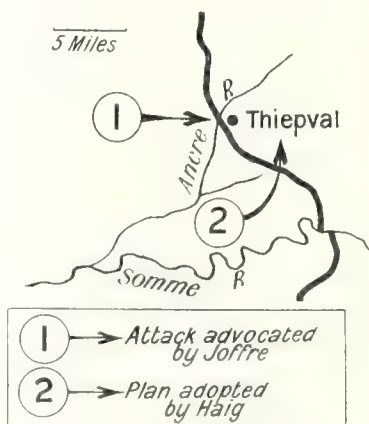 5 Miles
R
1
Thiepval
Ancre
2
Somme
R
1 Attack advocated
by Joffre
2 Plan adopted
by Haig